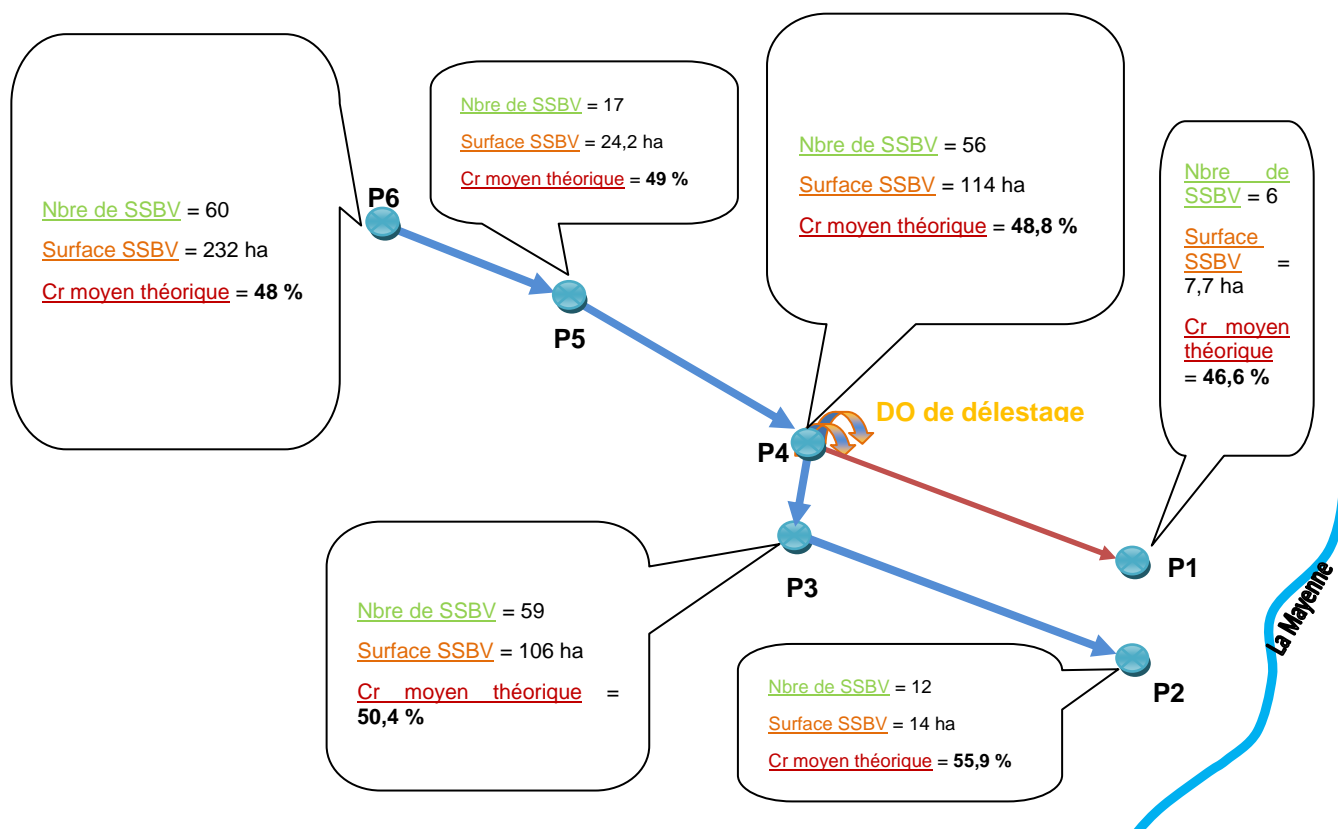 Nbre de SSBV = 60
Surface SSBV = 232 ha
Cr moyen théorique = 48 %
P6
Nbre de SSBV = 17
Surface SSBV = 24,2 ha
Cr moyen théorique = 49 %
P5
Nbre de SSBV = 56
Surface SSBV = 114 ha
Cr moyen théorique = 48,8 %
Nbre de
SSBV = 6
Surface
SSBV =
7,7 ha
Cr moyen
théorique
= 46,6 %
DO de délestage
P4
P1
P3
La Mayenne
Nbre de SSBV = 59
Surface SSBV = 106 ha
Cr moyen théorique =
50,4 %
Nbre de SSBV = 12
Surface SSBV = 14 ha
Cr moyen théorique = 55,9 %
P2